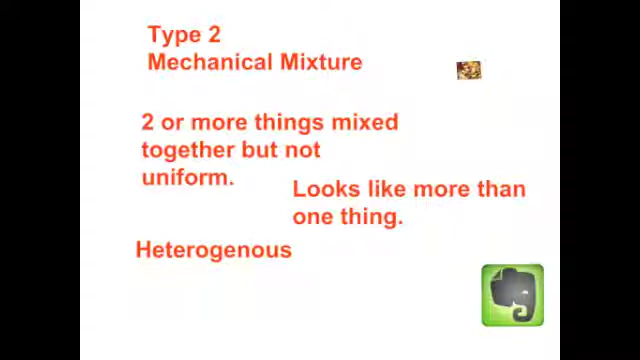 Type 2
Mechanical Mixture
2 or more things mixed
together but not
uniform.
Looks like more than
one thing.
Heterogenous